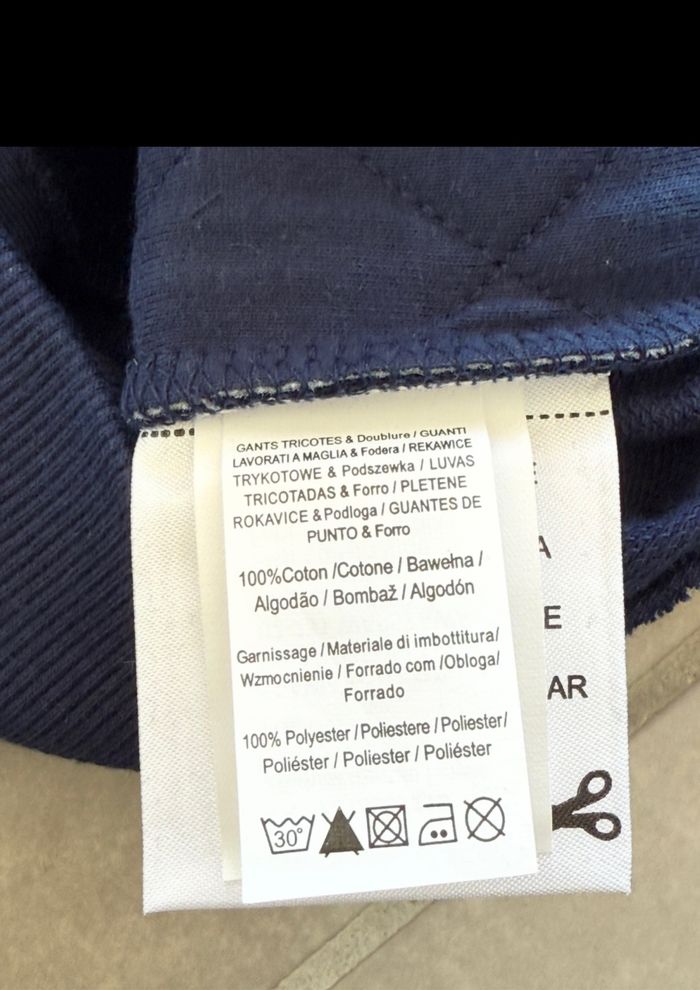 GANTS TRICOTES & Doublure / GUANTI
LAVORATI A MAGLIA & Fodera / REKAWICE
TRYKOTOWE & Podszewka / LUVAS
TRICOTADAS & Forro / PLETENE
ROKAVICE & Podloga / GUANTES DE
PUNTO & Forro
100%Coton /Cotone / Bawełna /
Algodão / Bombaž / Algodón
Garnissage / Materiale di imbottitura/
Wzmocnienie / Forrado com /Obloga/
Forrado
100% Polyester / Poliestere / Poliester/
Poliéster / Poliester / Poliéster
30°
A
E
AR